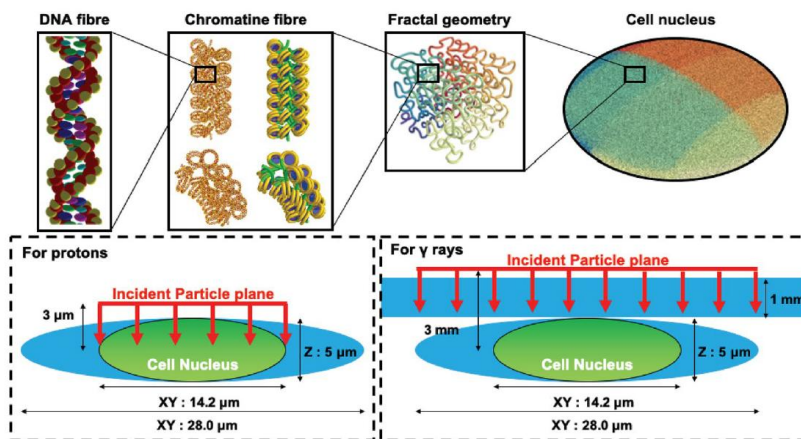 DNA fibre
Chromatine fibre
Fractal geometry
Cell nucleus
For protons
Incident Particle plane
3 µm
Cell Nucleus
Z : 5 µm
XY : 14.2 µm
XY : 28.0 µm
For γ rays
Incident Particle plane
1 mm
3 mm
Cell Nucleus
Z : 5 µm
XY : 14.2 µm
XY : 28.0 µm